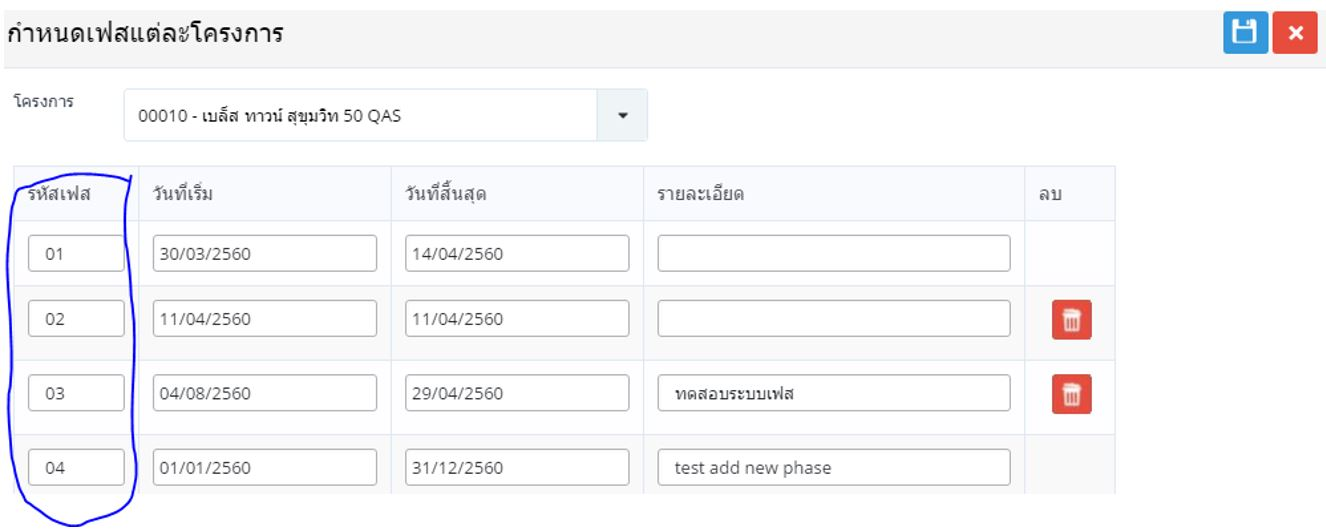 กำหนดเฟสแต่ละโครงการ
โครงการ
00010 - เบล็ส ทาวน์ สุขุมวิท 50 QAS
รหัสเฟส วันที่เริ่ม วันที่สิ้นสุด รายละเอียด ลบ
01 30/03/2560 14/04/2560
02 11/04/2560 11/04/2560
03 04/08/2560 29/04/2560 ทดสอบระบบเฟส
04 01/01/2560 31/12/2560 test add new phase